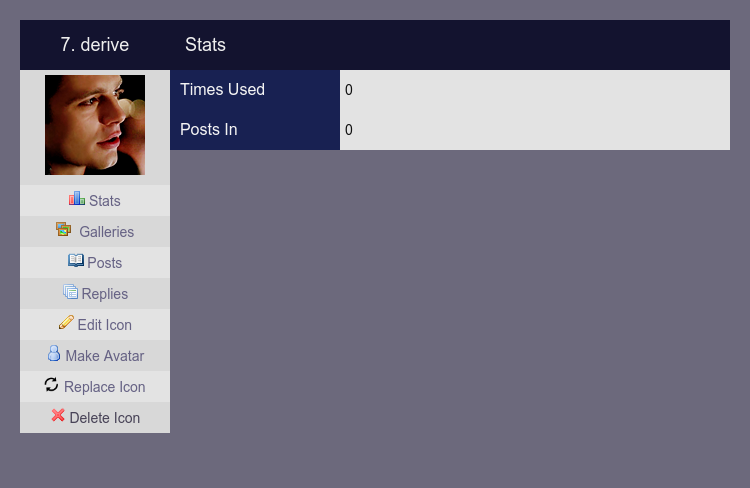 7. derive
Stats
Times Used 0
Posts In 0
Stats
Galleries
Posts
Replies
Edit Icon
Make Avatar
Replace Icon
Delete Icon